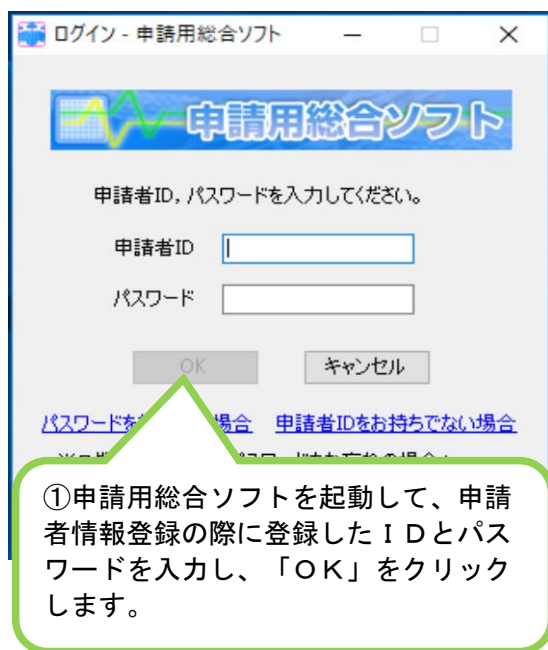 ログイン - 申請用総合ソフト
申請用総合ソフト
申請者ID，パスワードを入力してください。
申請者ID
パスワード
OK
キャンセル
パスワードを 場合 申請者IDをお持ちでない場合
①申請用総合ソフトを起動して、申請
者情報登録の際に登録したＩＤとパス
ワードを入力し、「ＯＫ」をクリック
します。